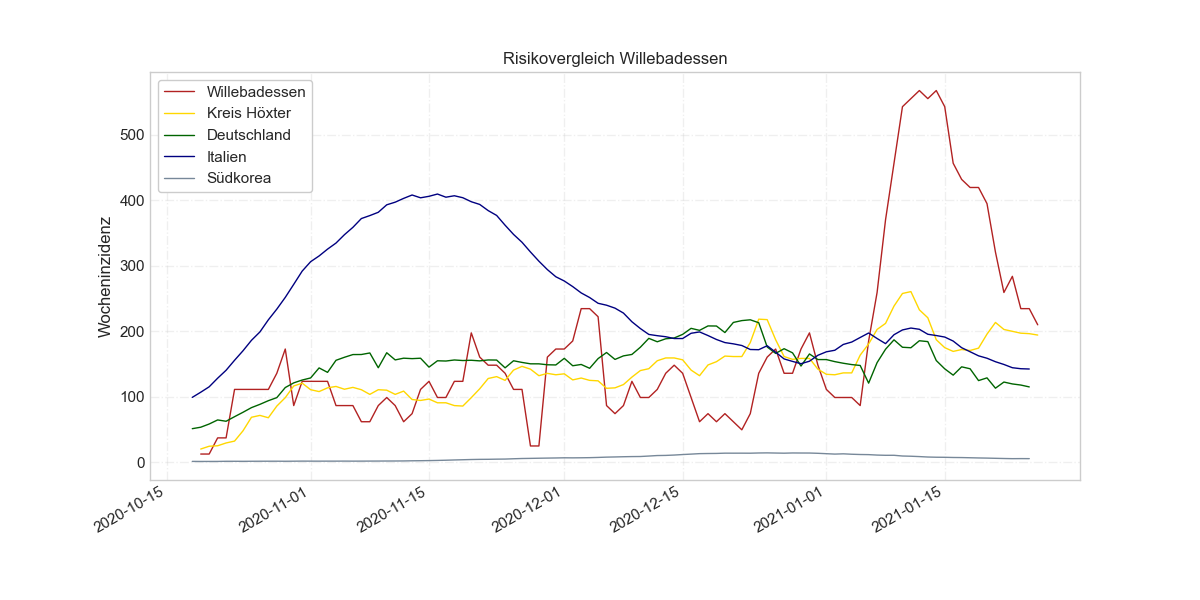 Risikovergleich Willebadessen
Willebadessen
Kreis Höxter
Deutschland
Italien
Südkorea
Wocheninzidenz
500
400
300
200
100
0
2020-10-15
2020-11-01
2020-11-15
2020-12-01
2020-12-15
2021-01-01
2021-01-15